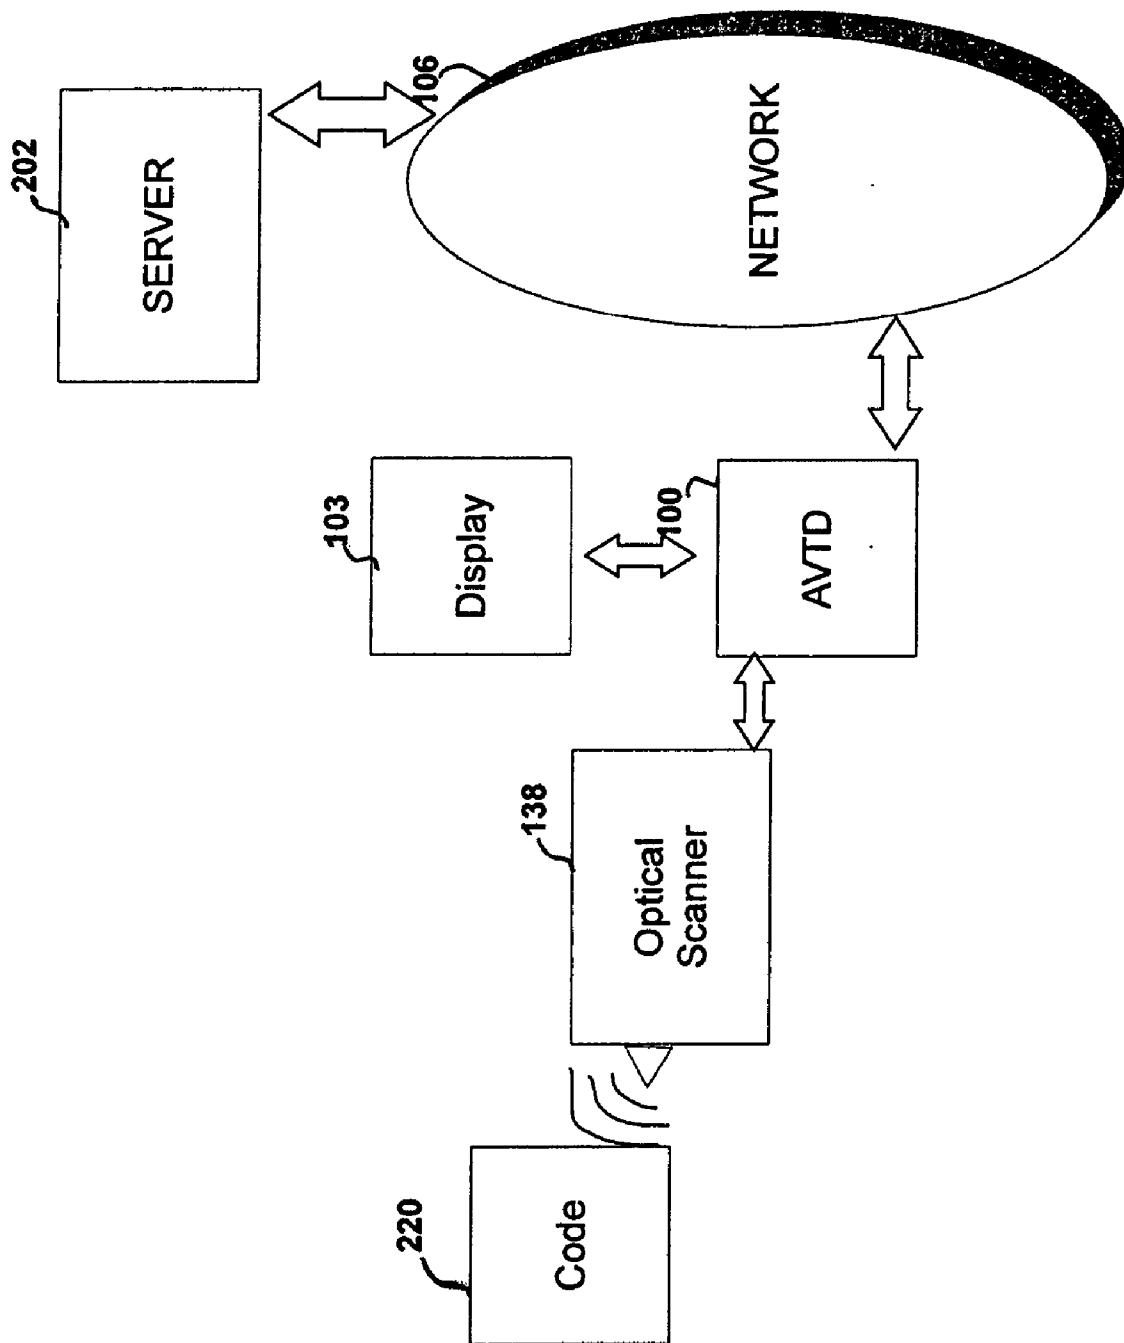 220
Code
138
Optical
Scanner
103
Display
100
AVTD
202
SERVER
106
NETWORK